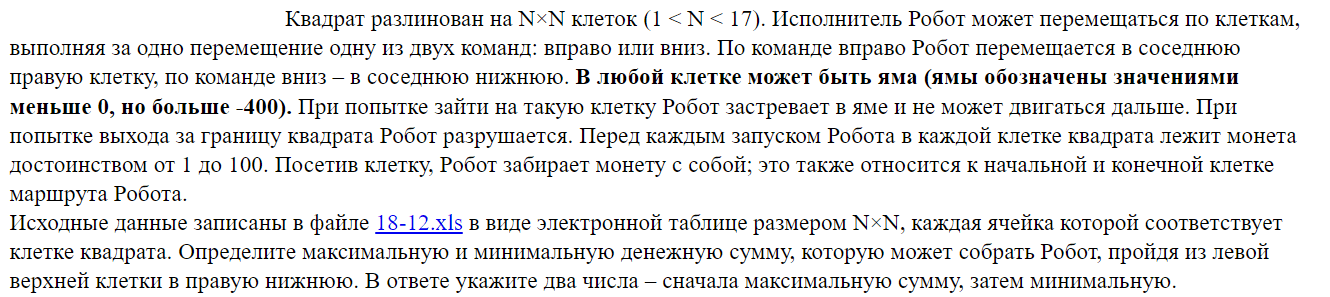 Квадрат разлинован на N×N клеток (1 < N < 17). Исполнитель Робот может перемещаться по клеткам,
выполняя за одно перемещение одну из двух команд: вправо или вниз. По команде вправо Робот перемещается в соседнюю
правую клетку, по команде вниз – в соседнюю нижнюю. В любой клетке может быть яма (ямы обозначены значениями
меньше 0, но больше -400). При попытке зайти на такую клетку Робот застревает в яме и не может двигаться дальше. При
попытке выхода за границу квадрата Робот разрушается. Перед каждым запуском Робота в каждой клетке квадрата лежит монета
достоинством от 1 до 100. Посетив клетку, Робот забирает монету с собой; это также относится к начальной и конечной клетке
маршрута Робота.
Исходные данные записаны в файле 18-12.xls в виде электронной таблице размером N×N, каждая ячейка которой соответствует
клетке квадрата. Определите максимальную и минимальную денежную сумму, которую может собрать Робот, пройдя из левой
верхней клетки в правую нижнюю. В ответе укажите два числа – сначала максимальную сумму, затем минимальную.